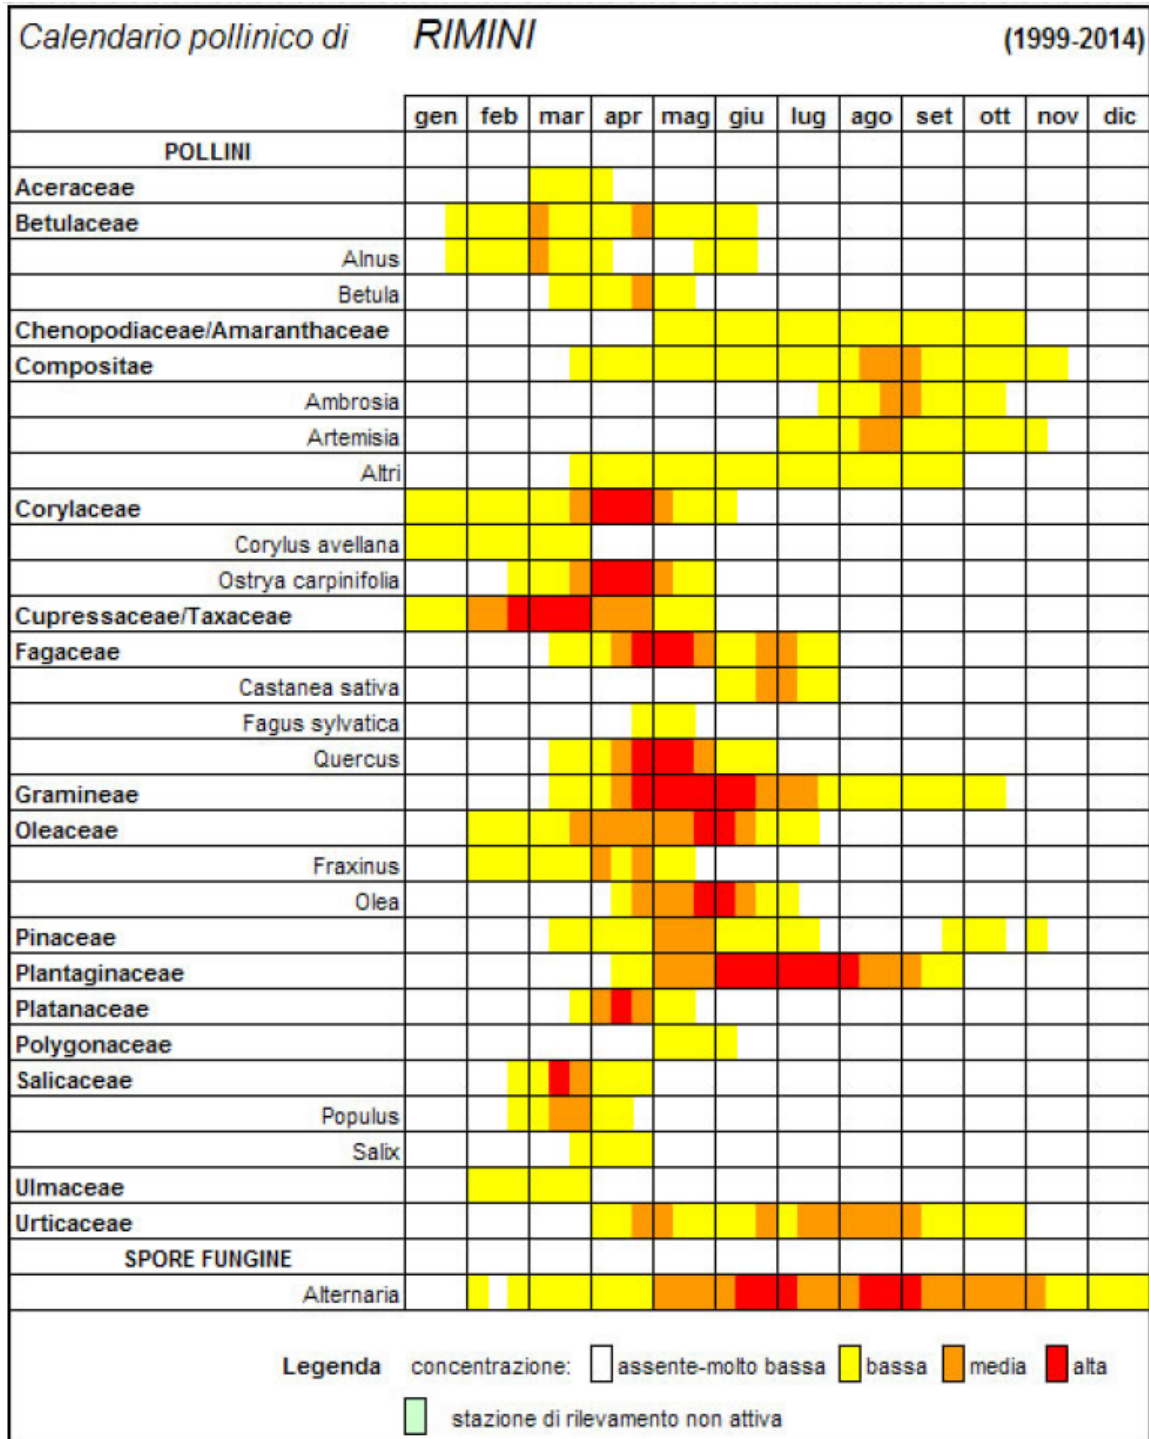 Calendario pollinico di RIMINI (1999-2014)
gen feb mar apr mag giu lug ago set ott nov dic
POLLINI
Aceraceae
Betulaceae
Alnus
Betula
Chenopodiaceae/Amaranthaceae
Compositae
Ambrosia
Artemisia
Altri
Corylaceae
Corylus avellana
Ostrya carpinifolia
Cupressaceae/Taxaceae
Fagaceae
Castanea sativa
Fagus sylvatica
Quercus
Gramineae
Oleaceae
Fraxinus
Olea
Pinaceae
Plantaginaceae
Platanaceae
Polygonaceae
Salicaceae
Populus
Salix
Ulmaceae
Urticaceae
SPORE FUNGINE
Alternaria
Legenda concentrazione: assente-molto bassa bassa media alta
stazione di rilevamento non attiva